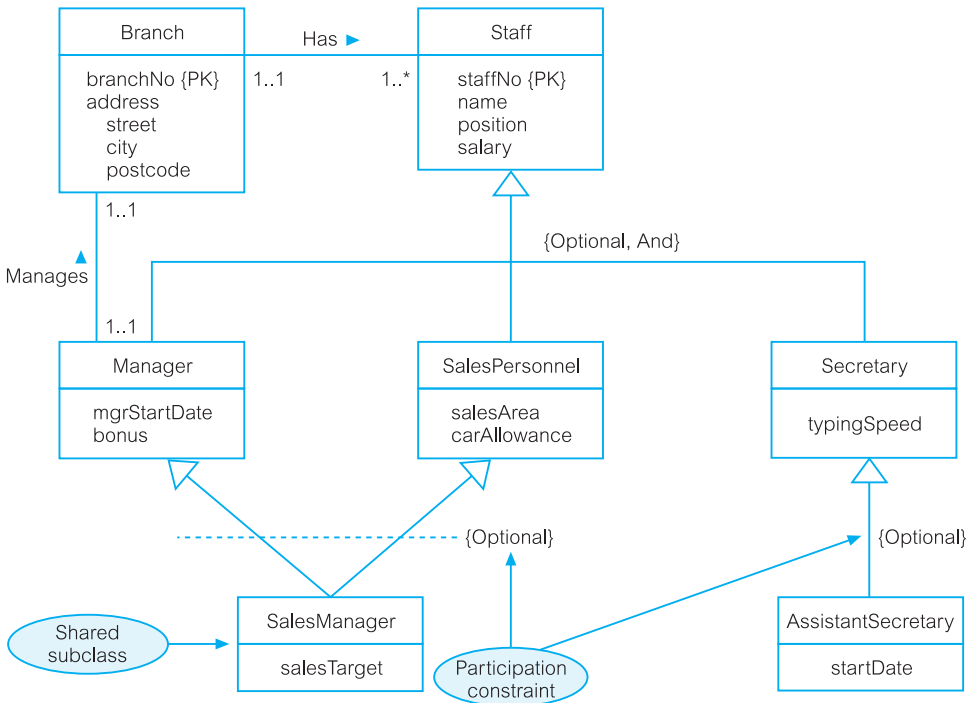 Branch
Has ►
Staff
branchNo {PK}
address
street
city
postcode
1..1
1..*
staffNo {PK}
name
position
salary
1..1
{Optional, And}
Manages
1..1
Manager
mgrStartDate
bonus
SalesPersonnel
salesArea
carAllowance
Secretary
typingSpeed
{Optional}
{Optional}
Shared
subclass
SalesManager
salesTarget
Participation
constraint
AssistantSecretary
startDate